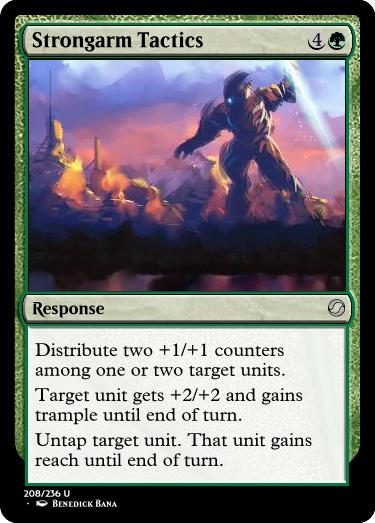 Strongarm Tactics 4
Response
Distribute two +1/+1 counters
among one or two target units.
Target unit gets +2/+2 and gains
trample until end of turn.
Untap target unit. That unit gains
reach until end of turn.
208/236 U
· Benedick Bana